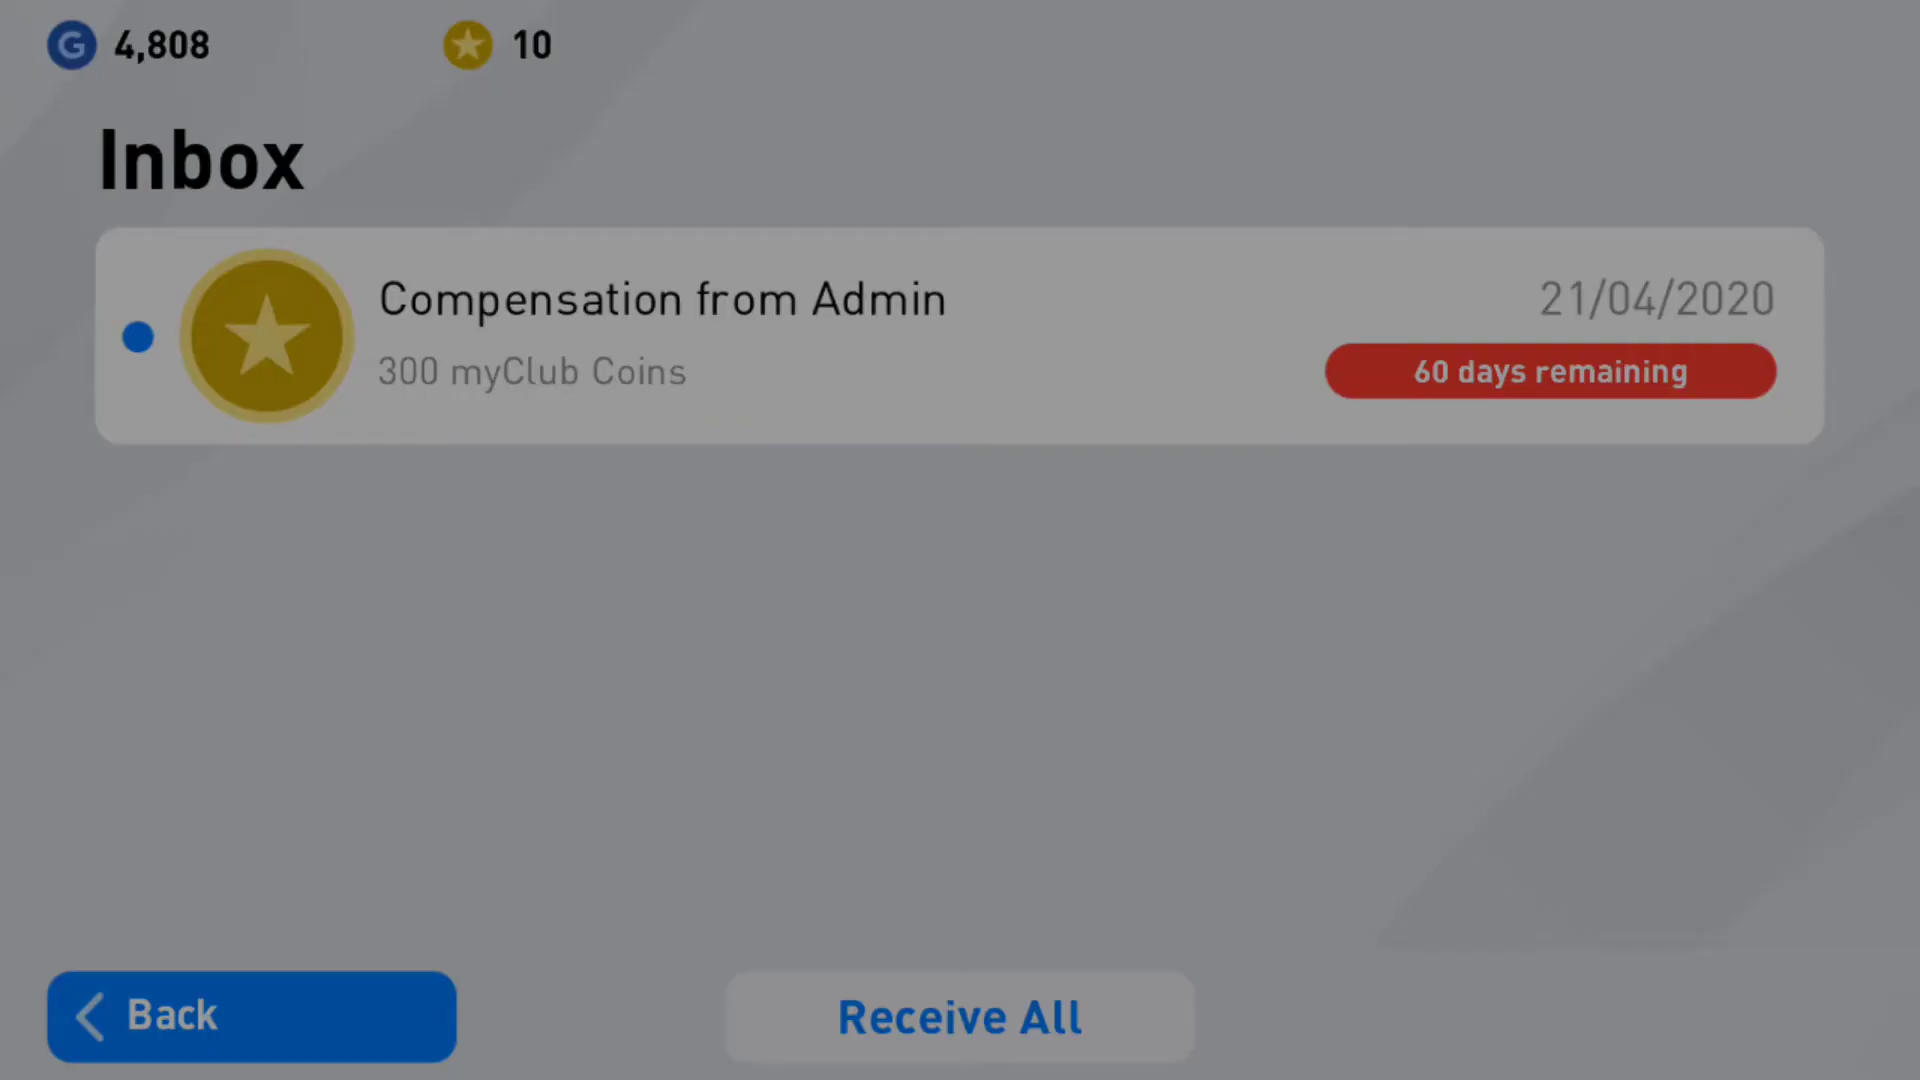 G 4,808 10
Inbox
Compensation from Admin 21/04/2020
300 myClub Coins 60 days remaining
Back Receive All